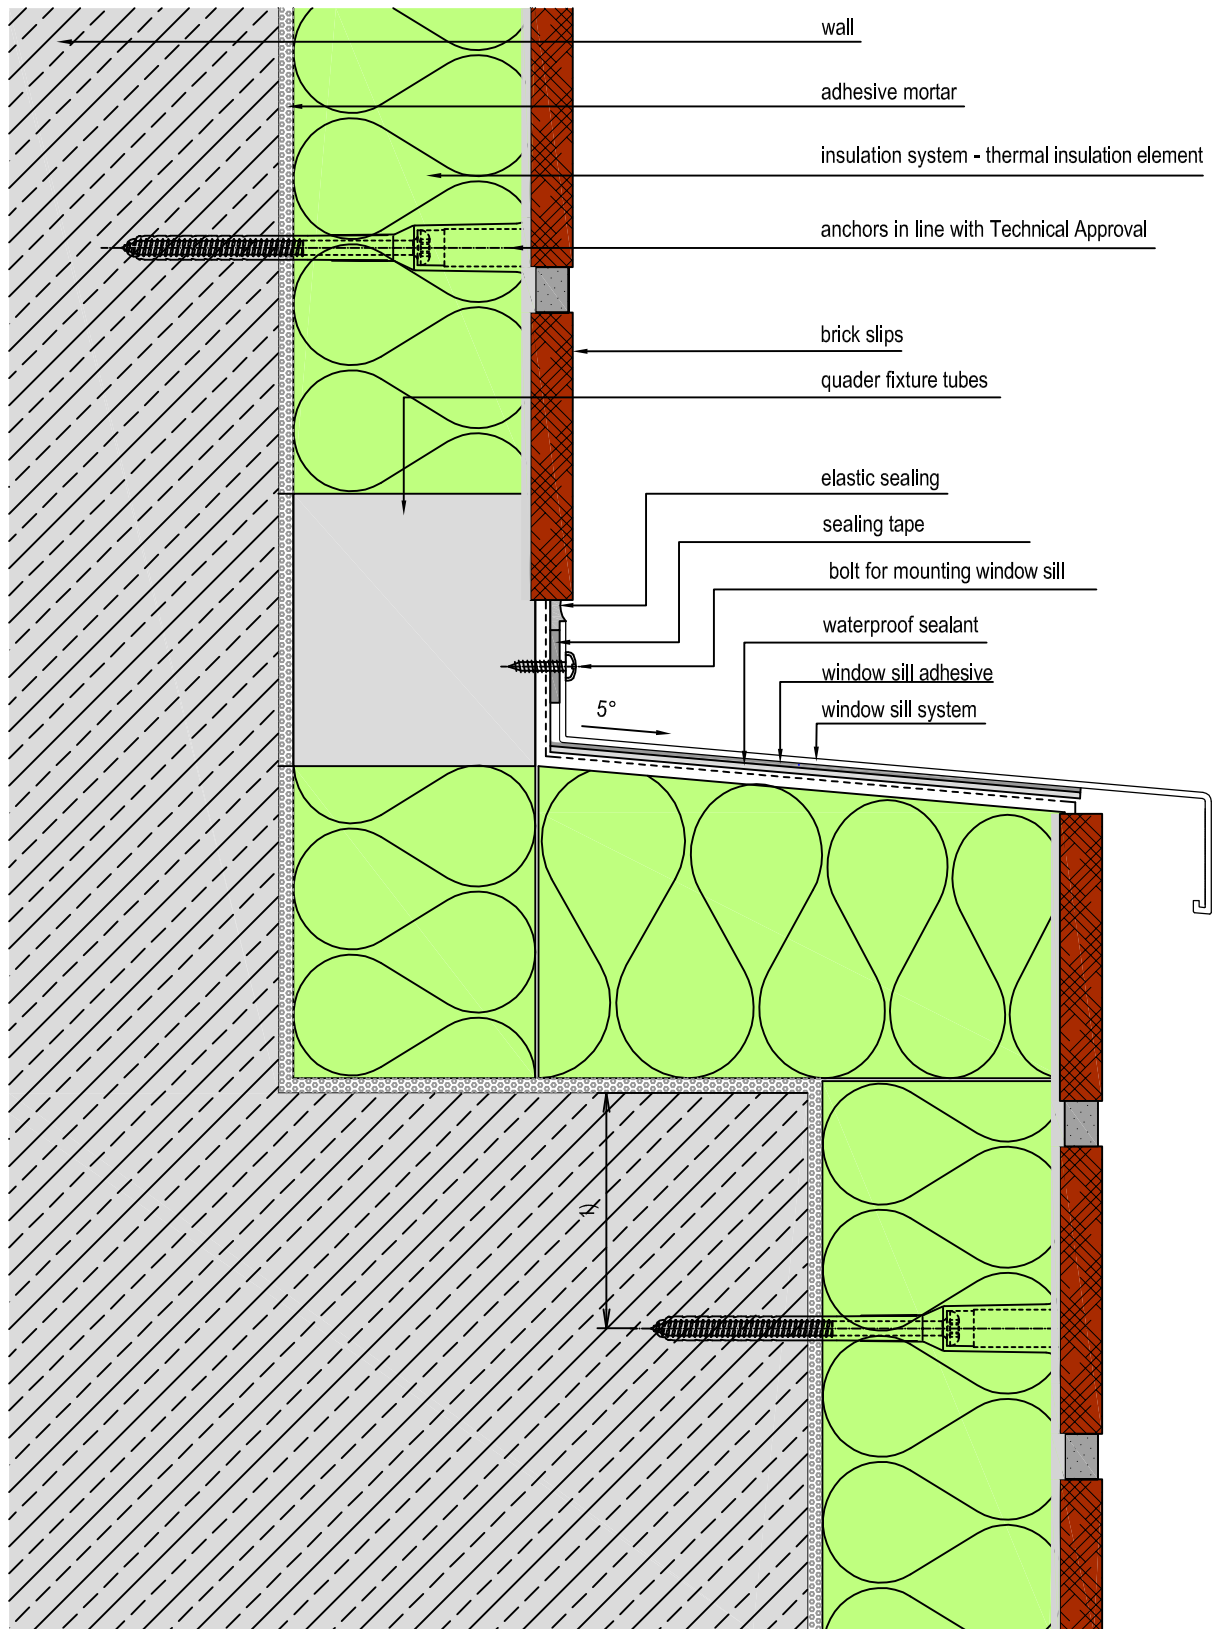 wall
adhesive mortar
insulation system - thermal insulation element
anchors in line with Technical Approval
brick slips
quader fixture tubes
elastic sealing
sealing tape
bolt for mounting window sill
waterproof sealant
window sill adhesive
window sill system
5°